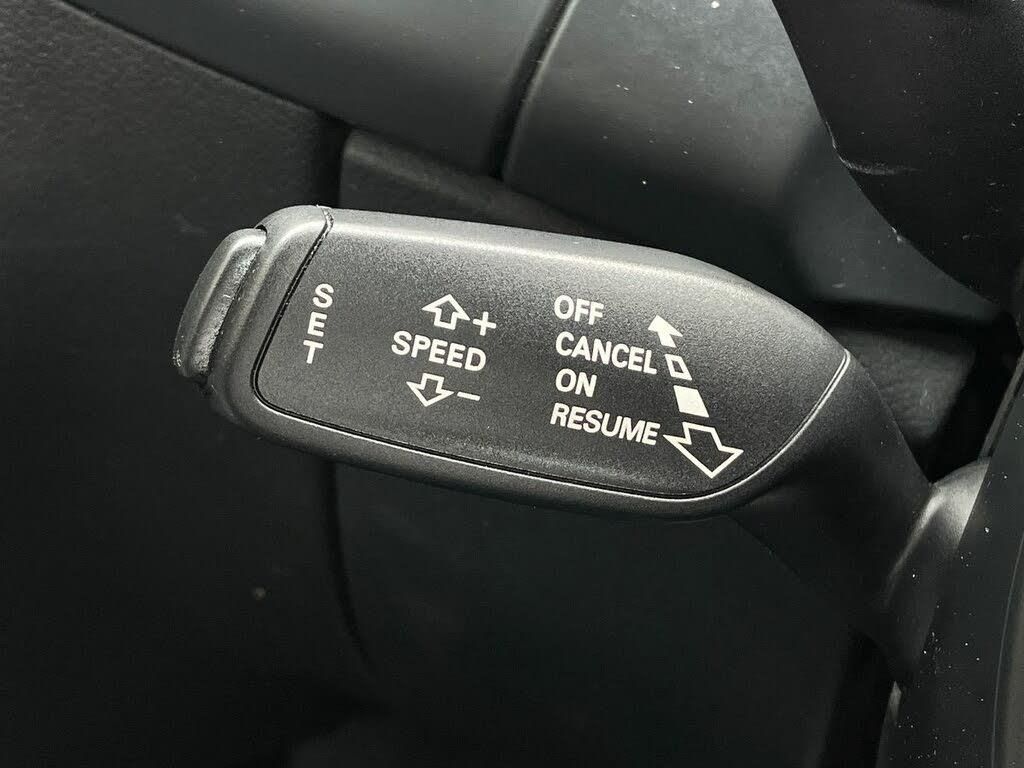 SET
+
SPEED
−
OFF
CANCEL
ON
RESUME